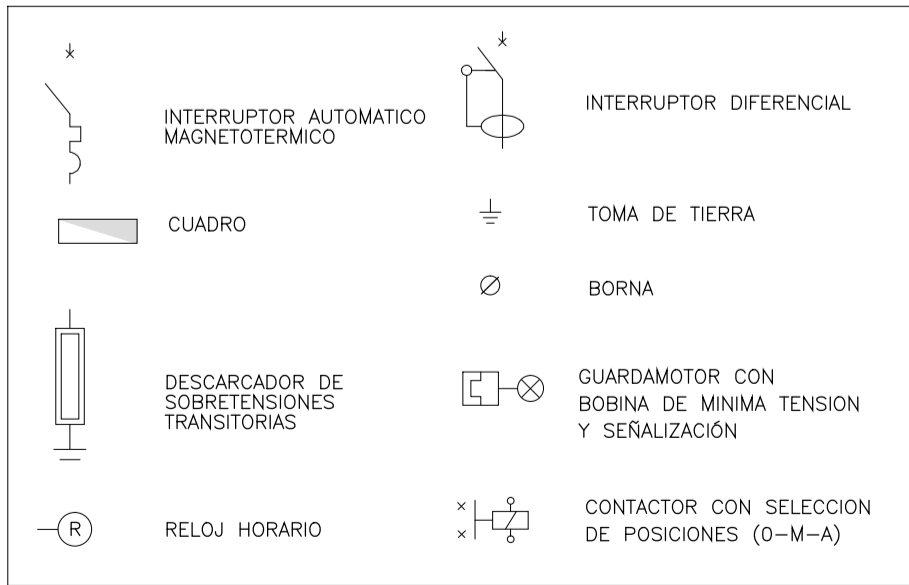 INTERRUPTOR AUTOMATICO
MAGNETOTERMICO
CUADRO
DESCARCADOR DE
SOBRETENSIONES
TRANSITORIAS
R
RELOJ HORARIO
INTERRUPTOR DIFERENCIAL
TOMA DE TIERRA
BORNA
GUARDAMOTOR CON
BOBINA DE MINIMA TENSION
Y SEÑALIZACIÓN
CONTACTOR CON SELECCION
DE POSICIONES (0-M-A)